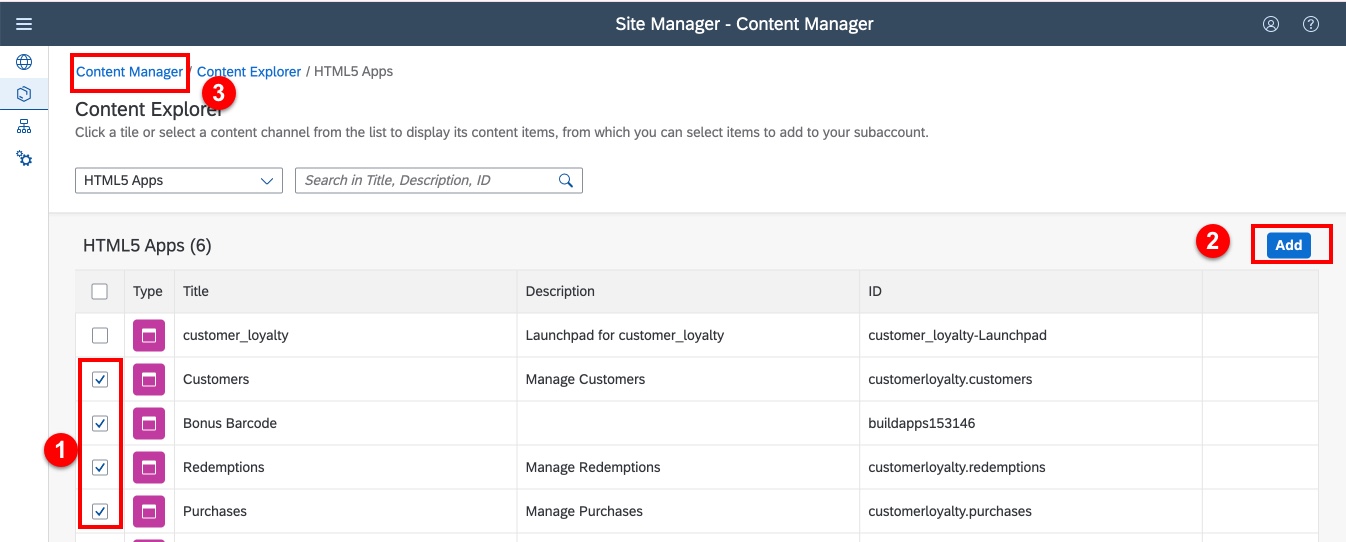 Site Manager - Content Manager
Content Manager / Content Explorer / HTML5 Apps
3
Content Explorer
Click a tile or select a content channel from the list to display its content items, from which you can select items to add to your subaccount.
HTML5 Apps Search in Title, Description, ID
HTML5 Apps (6) 2 Add
Type Title Description ID
customer_loyalty Launchpad for customer_loyalty customer_loyalty-Launchpad
Customers Manage Customers customerloyalty.customers
Bonus Barcode buildapps153146
1
Redemptions Manage Redemptions customerloyalty.redemptions
Purchases Manage Purchases customerloyalty.purchases